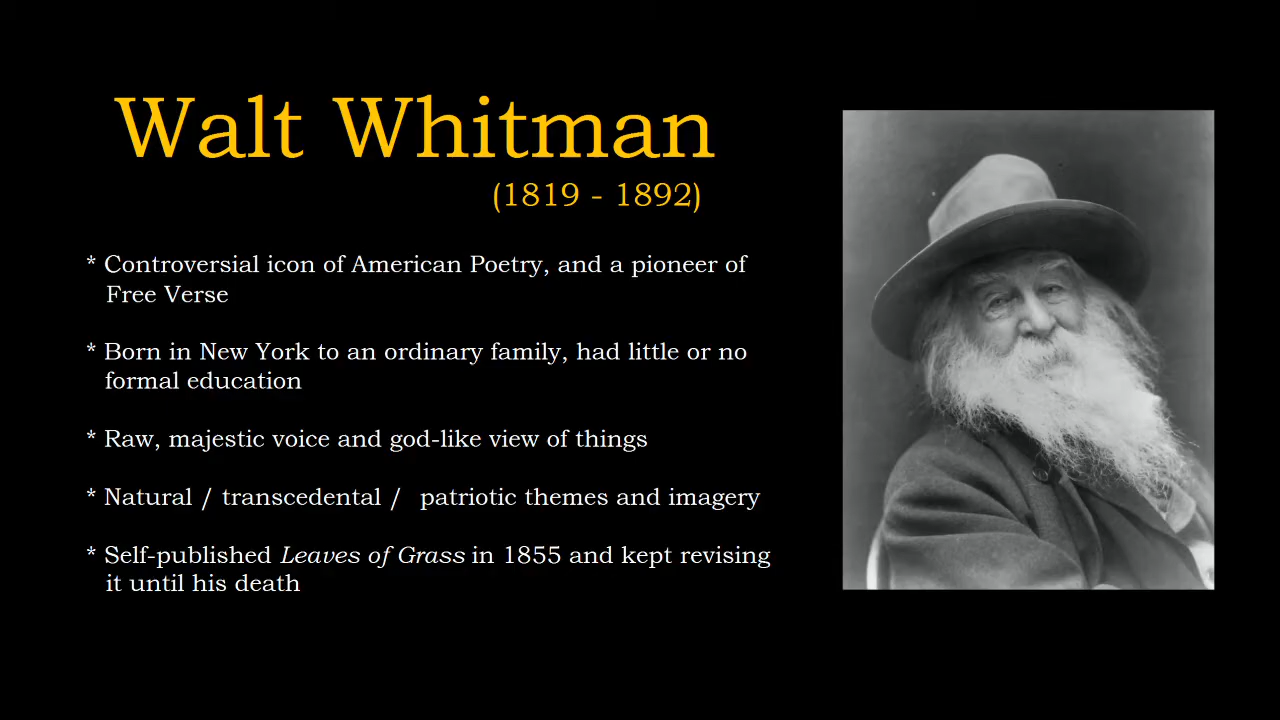 Walt Whitman
(1819 - 1892)
* Controversial icon of American Poetry, and a pioneer of
Free Verse
* Born in New York to an ordinary family, had little or no
formal education
* Raw, majestic voice and god-like view of things
* Natural / transcedental /  patriotic themes and imagery
* Self-published Leaves of Grass in 1855 and kept revising
it until his death